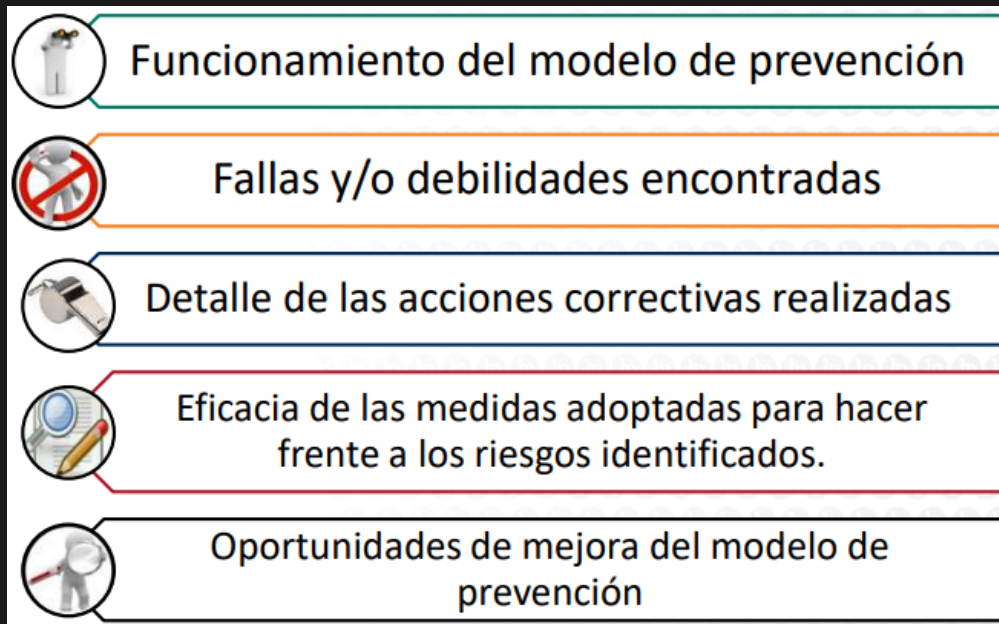 Funcionamiento del modelo de prevención
Fallas y/o debilidades encontradas
Detalle de las acciones correctivas realizadas
Eficacia de las medidas adoptadas para hacer
frente a los riesgos identificados.
Oportunidades de mejora del modelo de
prevención